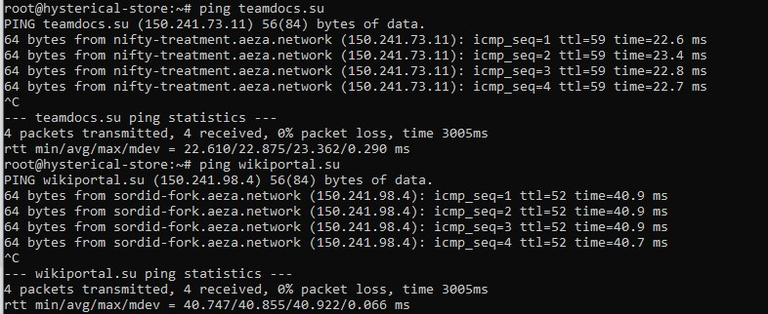 root@hysterical-store:~# ping teamdocs.su
PING teamdocs.su (150.241.73.11) 56(84) bytes of data.
64 bytes from nifty-treatment.aeza.network (150.241.73.11): icmp_seq=1 ttl=59 time=22.6 ms
64 bytes from nifty-treatment.aeza.network (150.241.73.11): icmp_seq=2 ttl=59 time=23.4 ms
64 bytes from nifty-treatment.aeza.network (150.241.73.11): icmp_seq=3 ttl=59 time=22.8 ms
64 bytes from nifty-treatment.aeza.network (150.241.73.11): icmp_seq=4 ttl=59 time=22.7 ms
^C
--- teamdocs.su ping statistics ---
4 packets transmitted, 4 received, 0% packet loss, time 3005ms
rtt min/avg/max/mdev = 22.610/22.875/23.362/0.290 ms
root@hysterical-store:~# ping wikiportal.su
PING wikiportal.su (150.241.98.4) 56(84) bytes of data.
64 bytes from sordid-fork.aeza.network (150.241.98.4): icmp_seq=1 ttl=52 time=40.9 ms
64 bytes from sordid-fork.aeza.network (150.241.98.4): icmp_seq=2 ttl=52 time=40.9 ms
64 bytes from sordid-fork.aeza.network (150.241.98.4): icmp_seq=3 ttl=52 time=40.9 ms
64 bytes from sordid-fork.aeza.network (150.241.98.4): icmp_seq=4 ttl=52 time=40.7 ms
^C
--- wikiportal.su ping statistics ---
4 packets transmitted, 4 received, 0% packet loss, time 3005ms
rtt min/avg/max/mdev = 40.747/40.855/40.922/0.066 ms